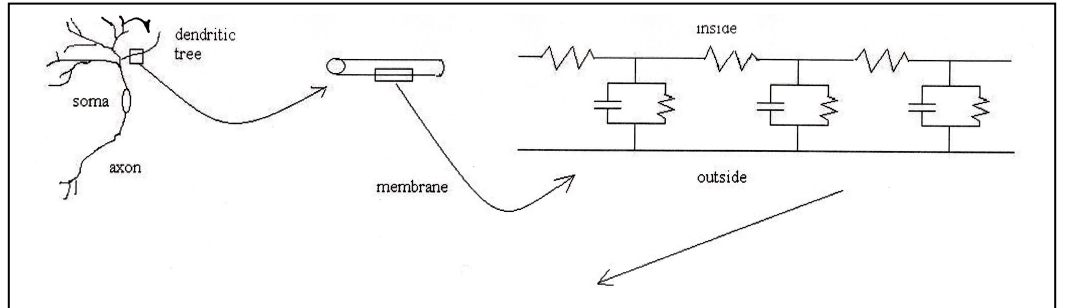 dendritic
tree
soma
axon
membrane
inside
outside